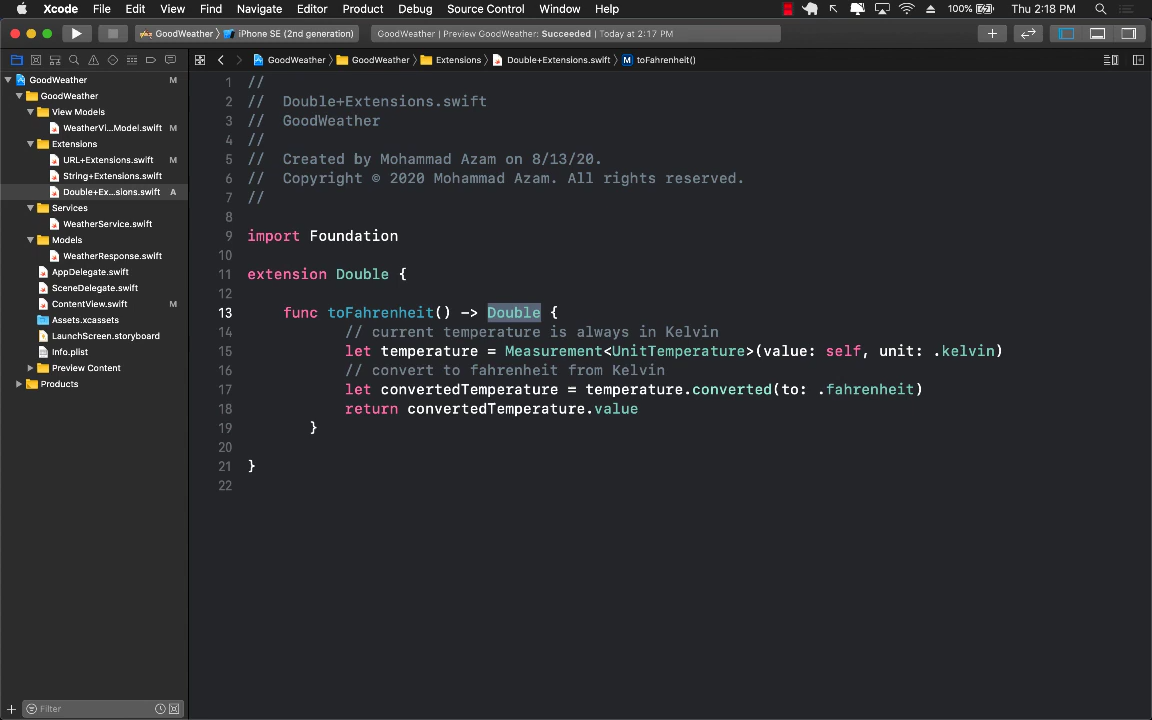 Xcode File Edit View Find Navigate Editor Product Debug Source Control Window Help 100% Thu 2:18 PM
GoodWeather 〉 iPhone SE (2nd generation) GoodWeather | Preview GoodWeather: Succeeded | Today at 2:17 PM
GoodWeather 〉 GoodWeather 〉 Extensions 〉 Double+Extensions.swift 〉 M toFahrenheit()
GoodWeather M
GoodWeather
View Models
WeatherVi...Model.swift M
Extensions
URL+Extensions.swift M
String+Extensions.swift
Double+Ex...sions.swift A
Services
WeatherService.swift
Models
WeatherResponse.swift
AppDelegate.swift
SceneDelegate.swift
ContentView.swift M
Assets.xcassets
LaunchScreen.storyboard
Info.plist
Preview Content
Products
Filter
1 //
2 // Double+Extensions.swift
3 // GoodWeather
4 //
5 // Created by Mohammad Azam on 8/13/20.
6 // Copyright © 2020 Mohammad Azam. All rights reserved.
7 //
8
9 import Foundation
10
11 extension Double {
12
13 func toFahrenheit() -> Double {
14 // current temperature is always in Kelvin
15 let temperature = Measurement<UnitTemperature>(value: self, unit: .kelvin)
16 // convert to fahrenheit from Kelvin
17 let convertedTemperature = temperature.converted(to: .fahrenheit)
18 return convertedTemperature.value
19 }
20
21 }
22